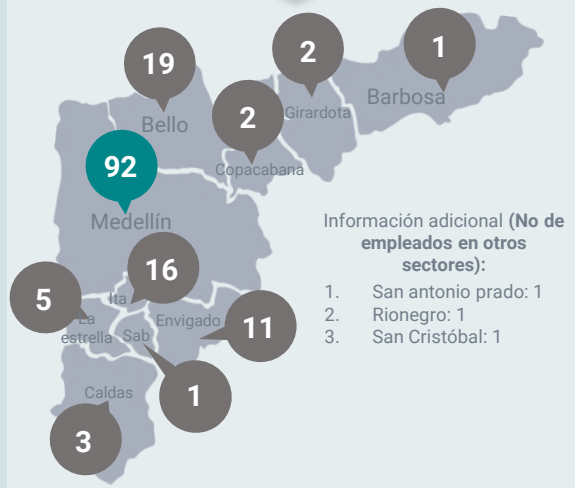 1
2
19
Barbosa
Girardota
2
Bello
Copacabana
92
Medellín
Información adicional (No de
empleados en otros
sectores):
1. San antonio prado: 1
2. Rionegro: 1
3. San Cristóbal: 1
16
5
Ita
La
estrella
Sab
Envigado
11
1
Caldas
3